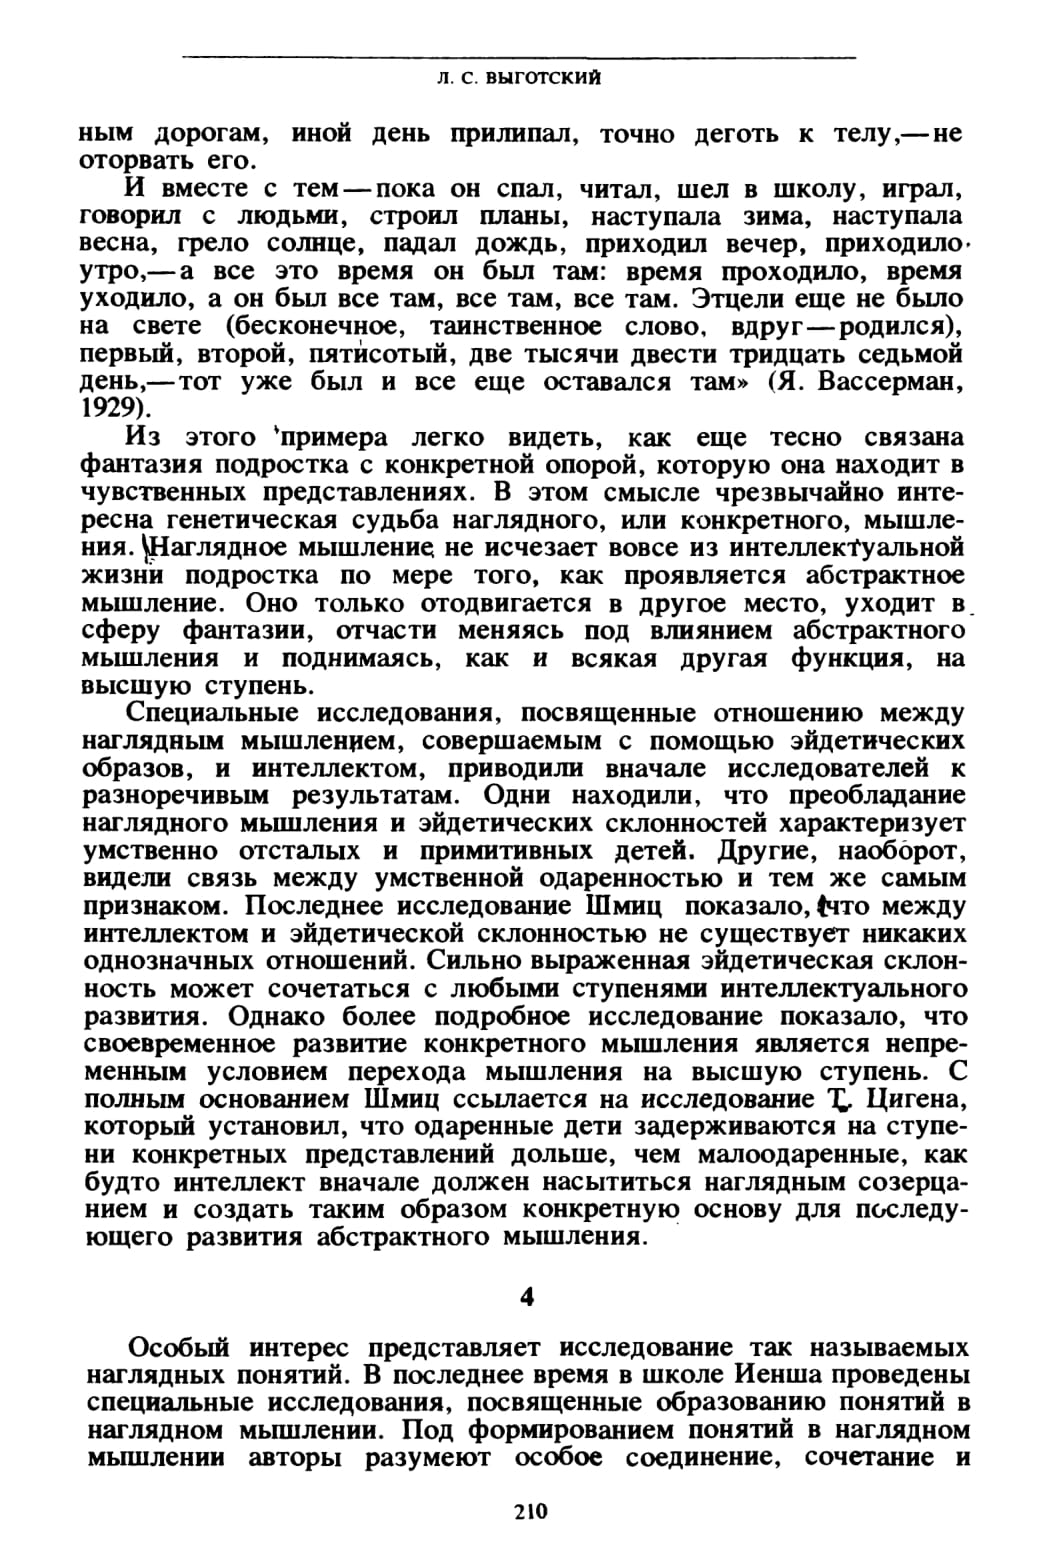 Л. С. ВЫГОТСКИЙ
ным дорогам, иной день прилипал, точно деготь к телу,—не
оторвать его.
И вместе с тем—пока он спал, читал, шел в школу, играл,
говорил с людьми, строил планы, наступала зима, наступала
весна, грело солнце, падал дождь, приходил вечер, приходило
утро,—а все это время он был там: время проходило, время
уходило, а он был все там, все там, все там. Этцели еще не было
на свете (бесконечное, таинственное слово, вдруг—родился),
первый, второй, пятисотый, две тысячи двести тридцать седьмой
день,—тот уже был и все еще оставался там» (Я. Вассерман,
1929).
Из этого примера легко видеть, как еще тесно связана
фантазия подростка с конкретной опорой, которую она находит в
чувственных представлениях. В этом смысле чрезвычайно инте-
ресна генетическая судьба наглядного, или конкретного, мышле-
ния. Наглядное мышление не исчезает вовсе из интеллектуальной
жизни подростка по мере того, как проявляется абстрактное
мышление. Оно только отодвигается в другое место, уходит в
сферу фантазии, отчасти меняясь под влиянием абстрактного
мышления и поднимаясь, как и всякая другая функция, на
высшую ступень.
Специальные исследования, посвященные отношению между
наглядным мышлением, совершаемым с помощью эйдетических
образов, и интеллектом, приводили вначале исследователей к
разноречивым результатам. Одни находили, что преобладание
наглядного мышления и эйдетических склонностей характеризует
умственно отсталых и примитивных детей. Другие, наоборот,
видели связь между умственной одаренностью и тем же самым
признаком. Последнее исследование Шмиц показало, что между
интеллектом и эйдетической склонностью не существует никаких
однозначных отношений. Сильно выраженная эйдетическая склон-
ность может сочетаться с любыми ступенями интеллектуального
развития. Однако более подробное исследование показало, что
своевременное развитие конкретного мышления является непре-
менным условием перехода мышления на высшую ступень. С
полным основанием Шмиц ссылается на исследование Т. Цигена,
который установил, что одаренные дети задерживаются на ступе-
ни конкретных представлений дольше, чем малоодаренные, как
будто интеллект вначале должен насытиться наглядным созерца-
нием и создать таким образом конкретную основу для последу-
ющего развития абстрактного мышления.
4
Особый интерес представляет исследование так называемых
наглядных понятий. В последнее время в школе Иенша проведены
специальные исследования, посвященные образованию понятий в
наглядном мышлении. Под формированием понятий в наглядном
мышлении авторы разумеют особое соединение, сочетание и
210